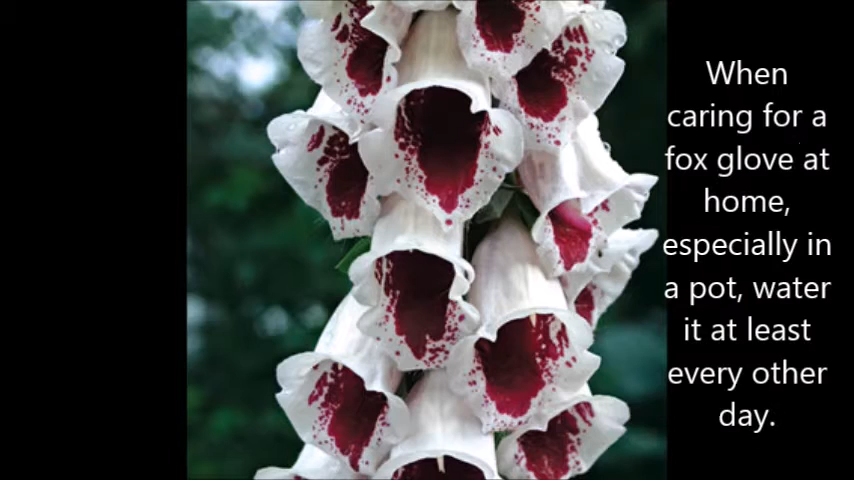 When
caring for a
fox glove at
home,
especially in
a pot, water
it at least
every other
day.